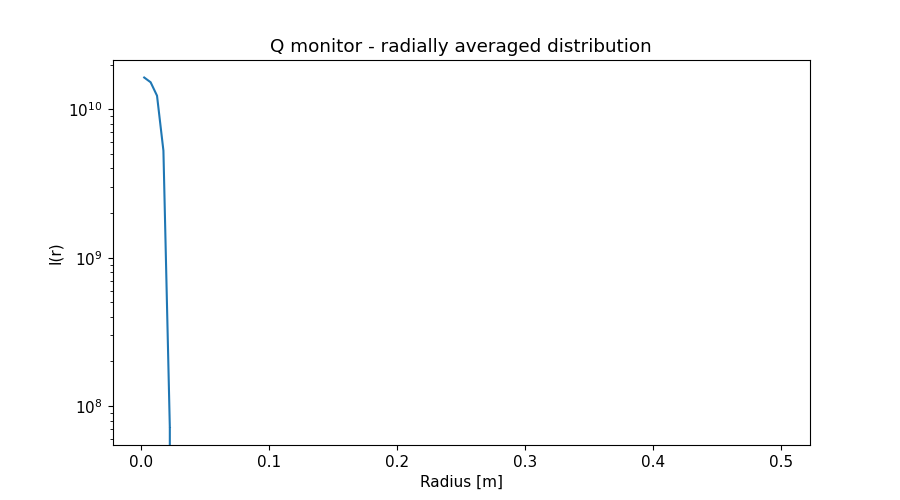 Q monitor - radially averaged distribution
10¹⁰
10⁹
10⁸
I(r)
0.0 0.1 0.2 0.3 0.4 0.5
Radius [m]